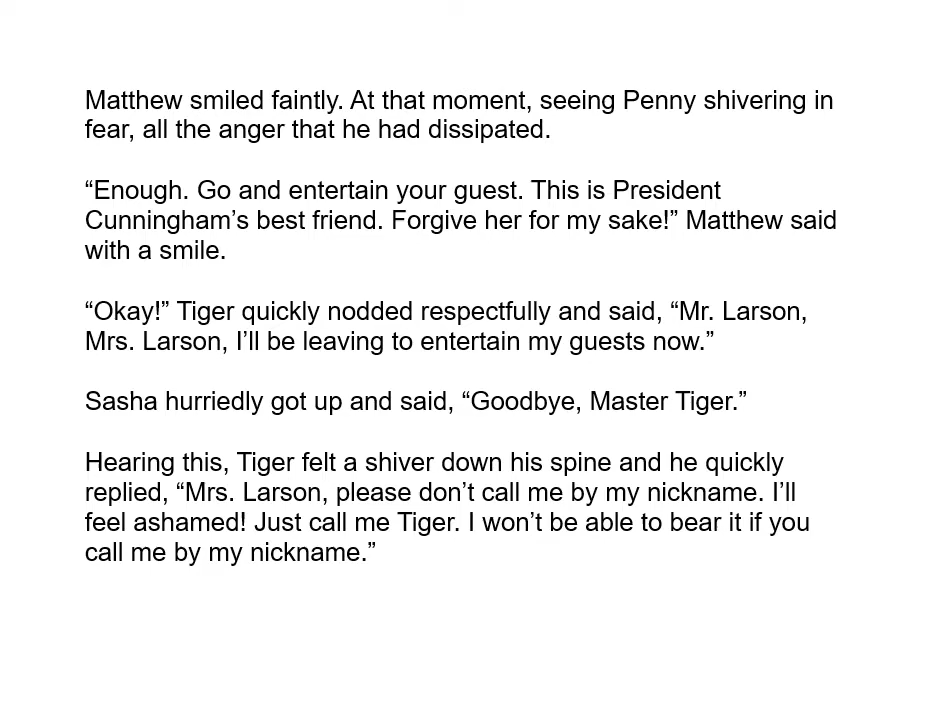 Matthew smiled faintly. At that moment, seeing Penny shivering in
fear, all the anger that he had dissipated.
“Enough. Go and entertain your guest. This is President
Cunningham’s best friend. Forgive her for my sake!” Matthew said
with a smile.
“Okay!” Tiger quickly nodded respectfully and said, “Mr. Larson,
Mrs. Larson, I’ll be leaving to entertain my guests now.”
Sasha hurriedly got up and said, “Goodbye, Master Tiger.”
Hearing this, Tiger felt a shiver down his spine and he quickly
replied, “Mrs. Larson, please don’t call me by my nickname. I’ll
feel ashamed! Just call me Tiger. I won’t be able to bear it if you
call me by my nickname.”